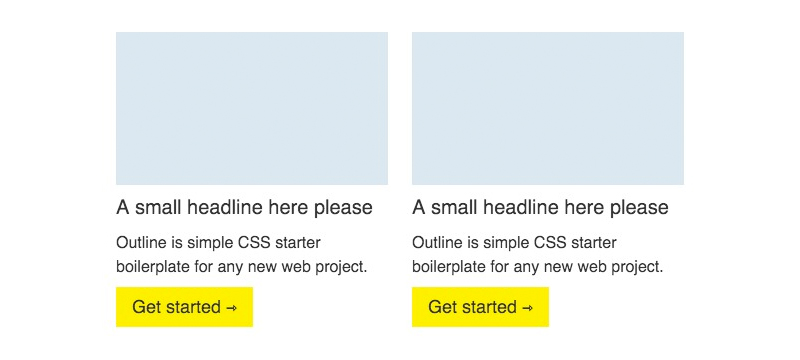 A small headline here please
Outline is simple CSS starter
boilerplate for any new web project.
Get started →
A small headline here please
Outline is simple CSS starter
boilerplate for any new web project.
Get started →